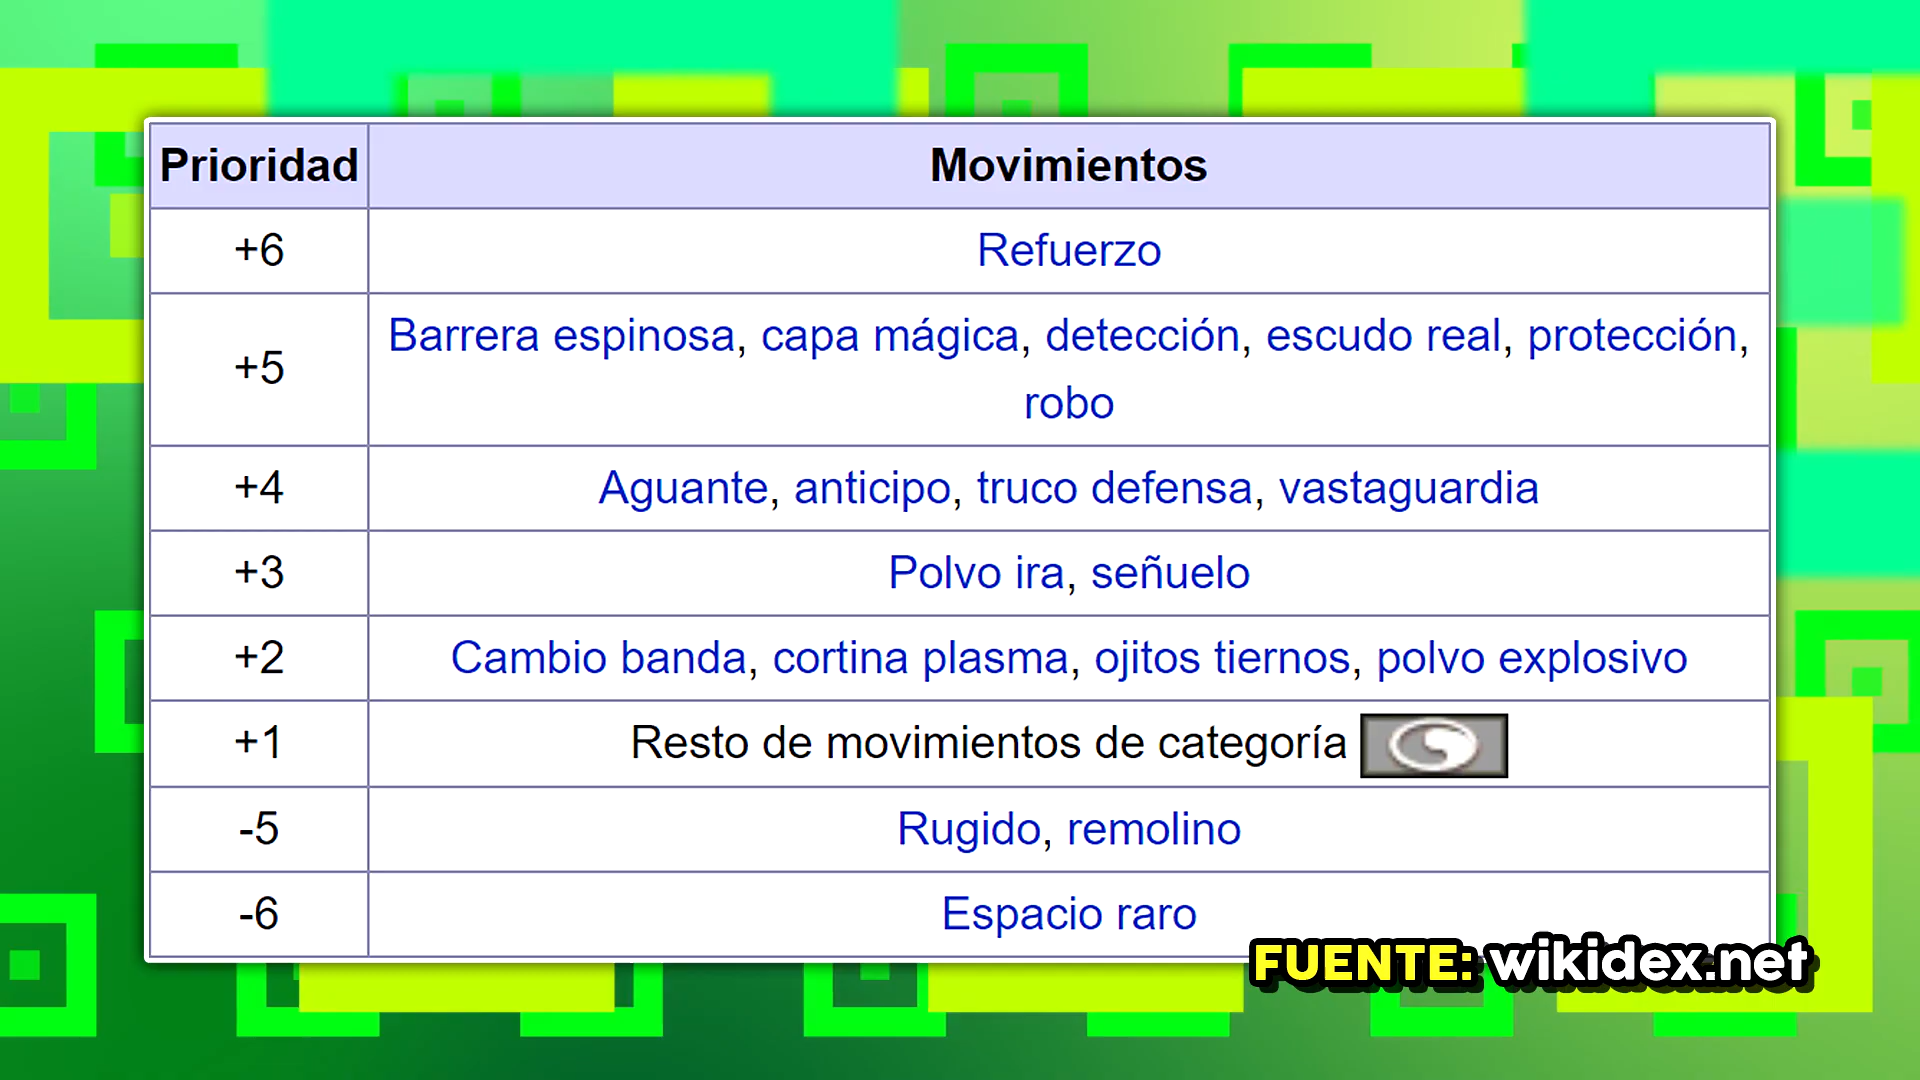 Prioridad Movimientos
+6 Refuerzo
+5 Barrera espinosa, capa mágica, detección, escudo real, protección,
robo
+4 Aguante, anticipo, truco defensa, vastaguardia
+3 Polvo ira, señuelo
+2 Cambio banda, cortina plasma, ojitos tiernos, polvo explosivo
+1 Resto de movimientos de categoría
-5 Rugido, remolino
-6 Espacio raro
FUENTE: wikidex.net